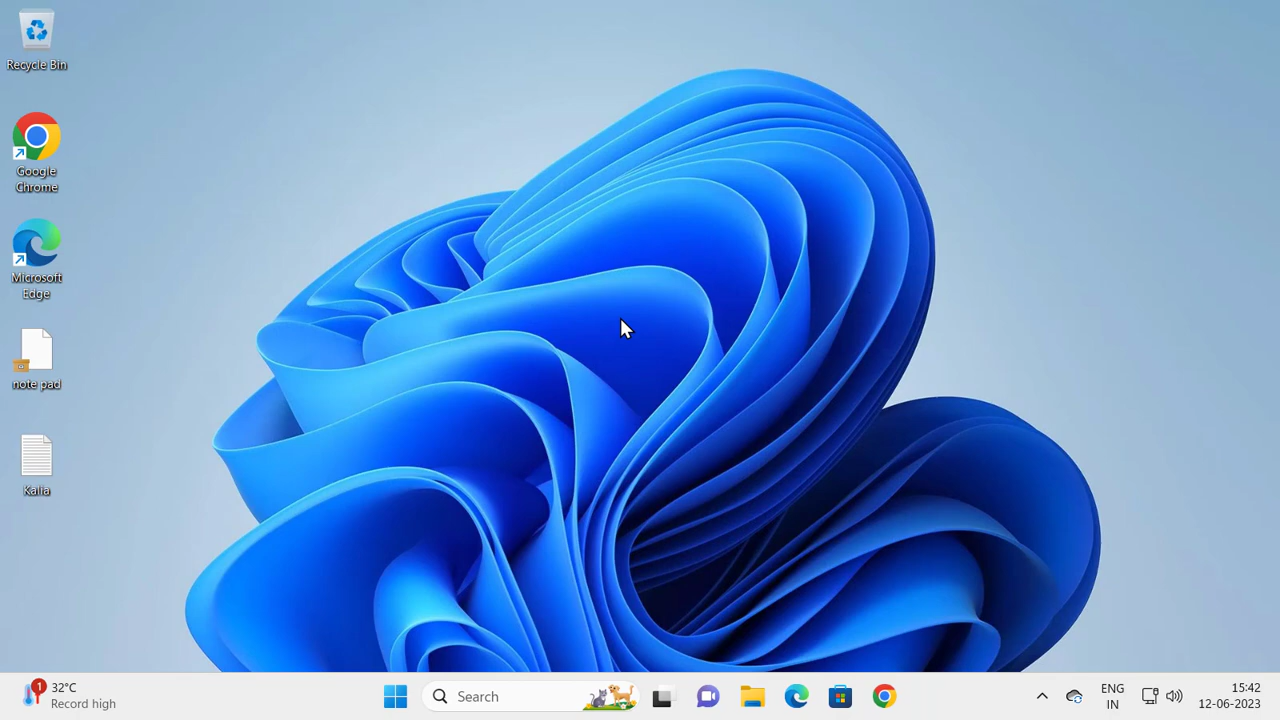 Recycle Bin
Google
Chrome
Microsoft
Edge
note pad
Kalia
1
32°C
Record high
Search
ENG
IN
15:42
12-06-2023